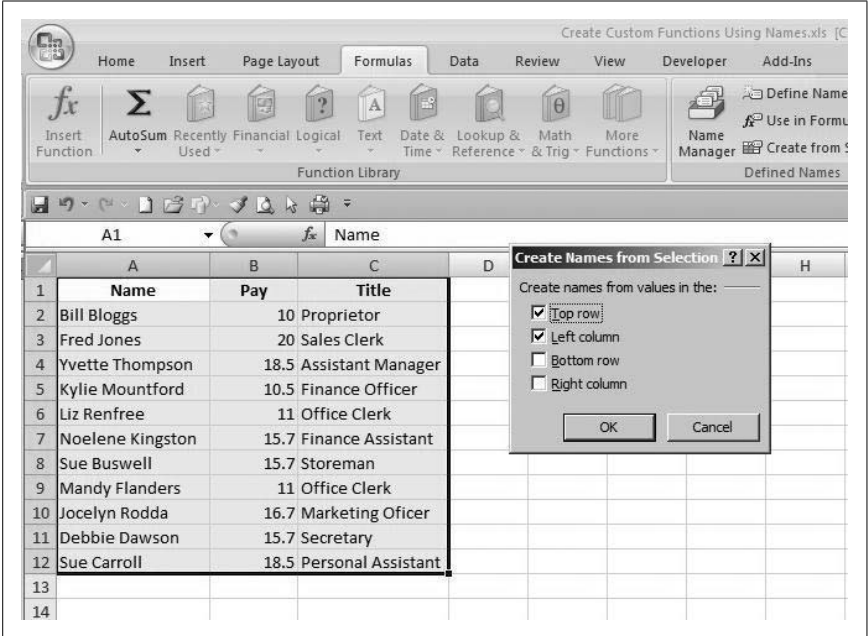 Create Custom Functions Using Names.xls [C
Home Insert Page Layout Formulas Data Review View Developer Add-Ins
fx Σ ? A θ
Insert Function AutoSum Recently Used Financial Logical Text Date & Time Lookup & Reference Math & Trig More Functions Name Manager
Define Name
Use in Formu
Create from S
Function Library Defined Names
A1 fx Name
A B C D H
1 Name Pay Title
2 Bill Bloggs 10 Proprietor
3 Fred Jones 20 Sales Clerk
4 Yvette Thompson 18.5 Assistant Manager
5 Kylie Mountford 10.5 Finance Officer
6 Liz Renfree 11 Office Clerk
7 Noelene Kingston 15.7 Finance Assistant
8 Sue Buswell 15.7 Storeman
9 Mandy Flanders 11 Office Clerk
10 Jocelyn Rodda 16.7 Marketing Oficer
11 Debbie Dawson 15.7 Secretary
12 Sue Carroll 18.5 Personal Assistant
13
14
Create Names from Selection ? X
Create names from values in the:
Top row
Left column
Bottom row
Right column
OK Cancel